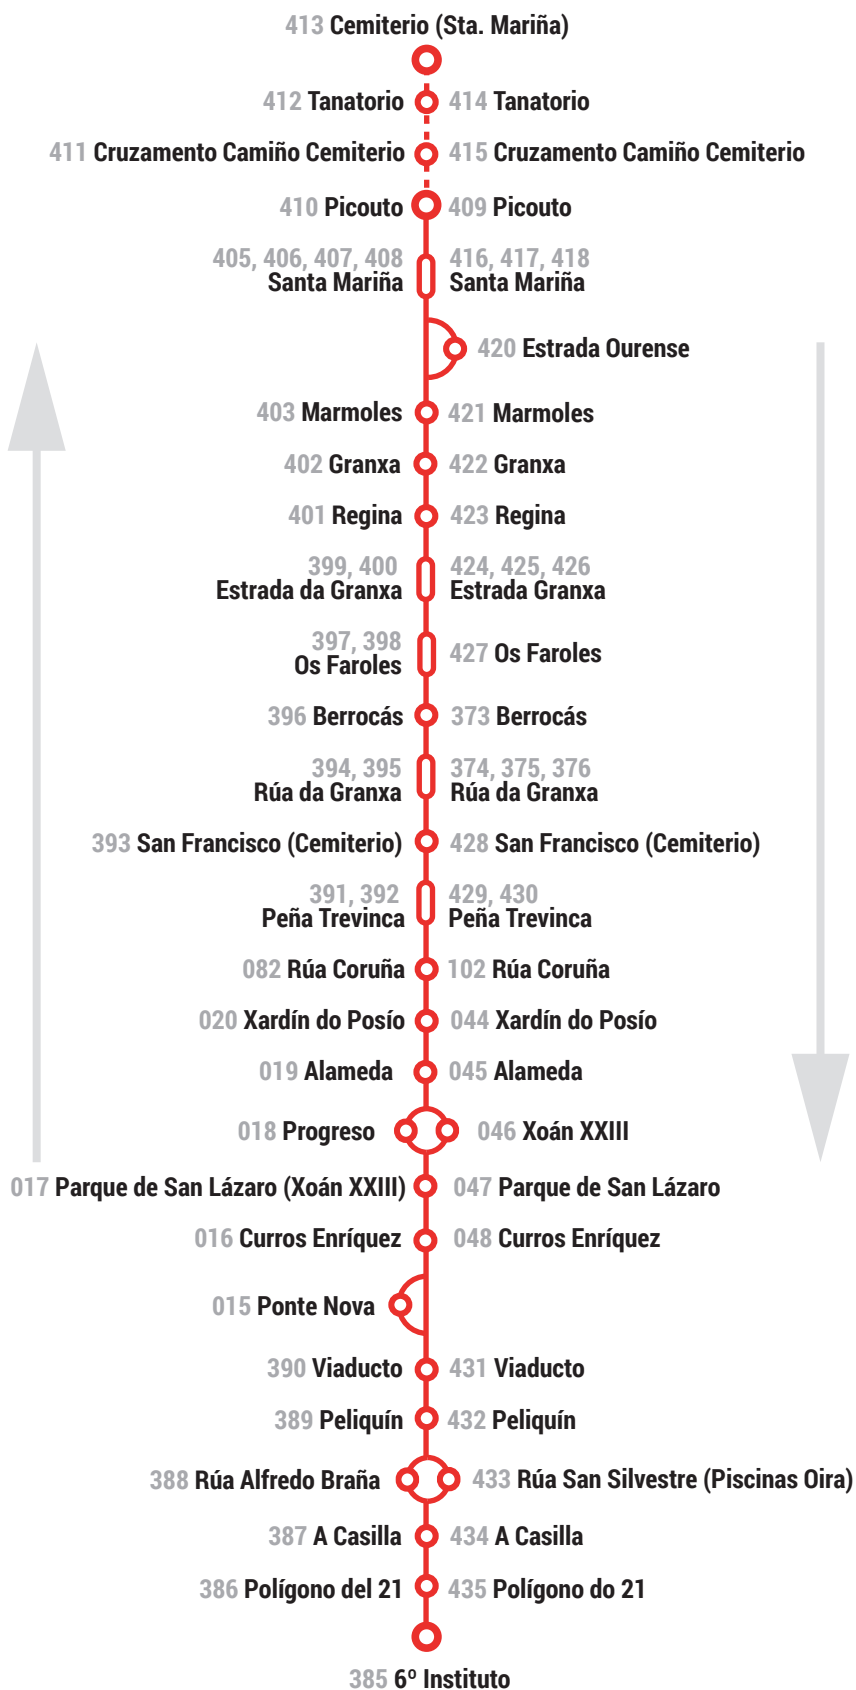 413 Cemiterio (Sta. Mariña)
412 Tanatorio 414 Tanatorio
411 Cruzamento Camiño Cemiterio 415 Cruzamento Camiño Cemiterio
410 Picouto 409 Picouto
405, 406, 407, 408 416, 417, 418
Santa Mariña Santa Mariña
420 Estrada Ourense
403 Marmoles 421 Marmoles
402 Granxa 422 Granxa
401 Regina 423 Regina
399, 400 424, 425, 426
Estrada da Granxa Estrada Granxa
397, 398
Os Faroles 427 Os Faroles
396 Berrocás 373 Berrocás
394, 395 374, 375, 376
Rúa da Granxa Rúa da Granxa
393 San Francisco (Cemiterio) 428 San Francisco (Cemiterio)
391, 392 429, 430
Peña Trevinca Peña Trevinca
082 Rúa Coruña 102 Rúa Coruña
020 Xardín do Posío 044 Xardín do Posío
019 Alameda 045 Alameda
018 Progreso 046 Xoán XXIII
017 Parque de San Lázaro (Xoán XXIII) 047 Parque de San Lázaro
016 Curros Enríquez 048 Curros Enríquez
015 Ponte Nova
390 Viaducto 431 Viaducto
389 Peliquín 432 Peliquín
388 Rúa Alfredo Braña 433 Rúa San Silvestre (Piscinas Oira)
387 A Casilla 434 A Casilla
386 Polígono del 21 435 Polígono do 21
385 6º Instituto